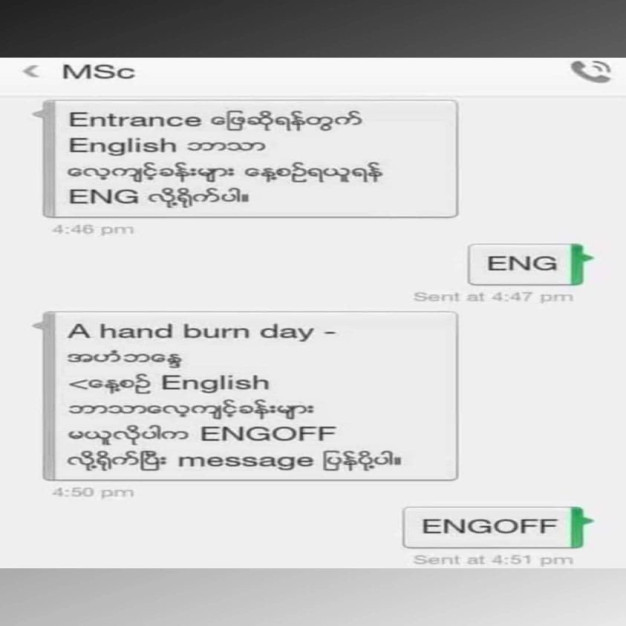 MSc
Entrance ဖြေဆိုရန်တွက်
English ဘာသာ
လေ့ကျင့်ခန်းများ နေ့စဉ်ရယူရန်
ENG လို့ရိုက်ပါ။
4:46 pm
ENG
Sent at 4:47 pm
A hand burn day -
အဟံဘန္ဒေ
<နေ့စဉ် English
ဘာသာလေ့ကျင့်ခန်းများ
မယူလိုပါက ENGOFF
လို့ရိုက်ပြီး message ပြန်ပို့ပါ။
4:50 pm
ENGOFF
Sent at 4:51 pm